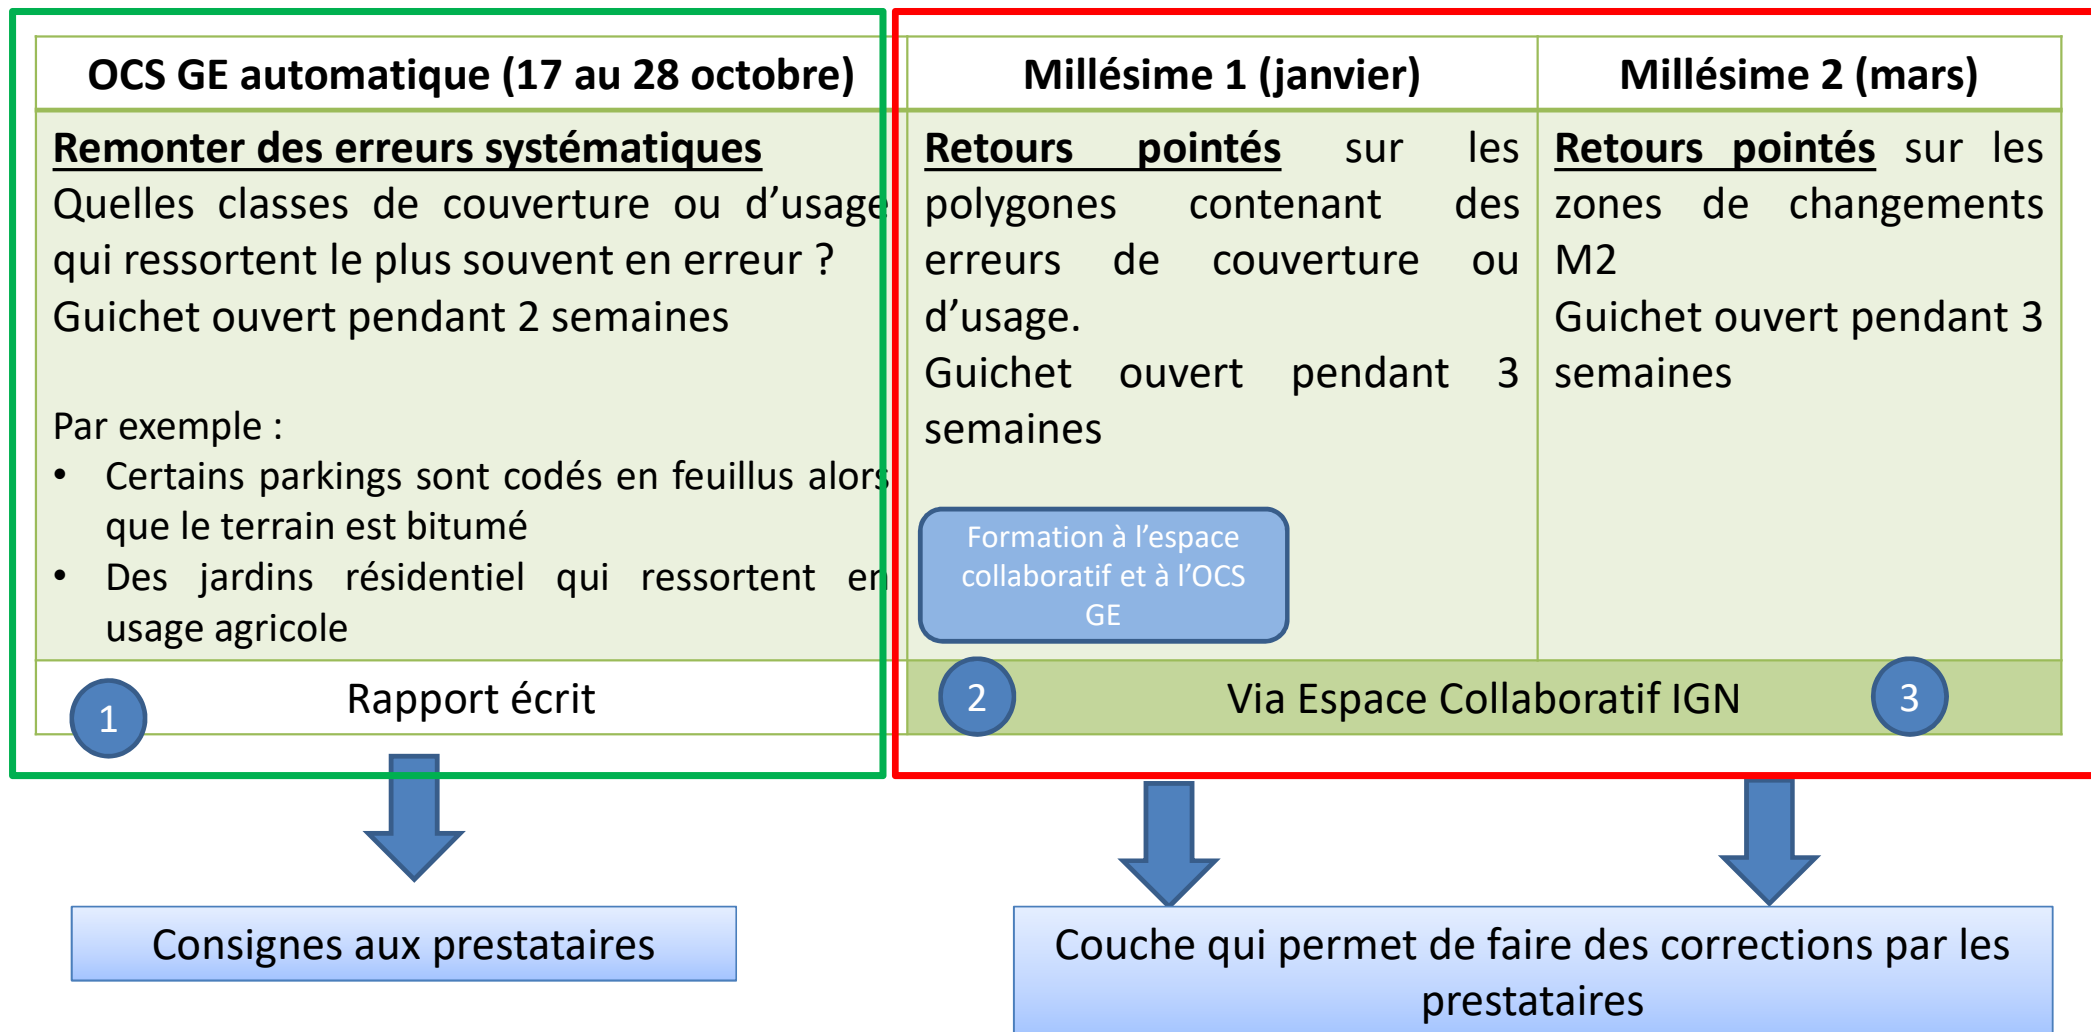 OCS GE automatique (17 au 28 octobre)
Remonter des erreurs systématiques
Quelles classes de couverture ou d'usage
qui ressortent le plus souvent en erreur ?
Guichet ouvert pendant 2 semaines
Par exemple :
• Certains parkings sont codés en feuillus alors
que le terrain est bitumé
• Des jardins résidentiel qui ressortent en
usage agricole
1
Rapport écrit
Millésime 1 (janvier)
Retours pointés sur les
polygones contenant des
erreurs de couverture ou
d'usage.
Guichet ouvert pendant 3
semaines
Formation à l'espace
collaboratif et à l'OCS
GE
Millésime 2 (mars)
Retours pointés sur les
zones de changements
M2
Guichet ouvert pendant 3
semaines
2
Via Espace Collaboratif IGN
3
Consignes aux prestataires
Couche qui permet de faire des corrections par les
prestataires